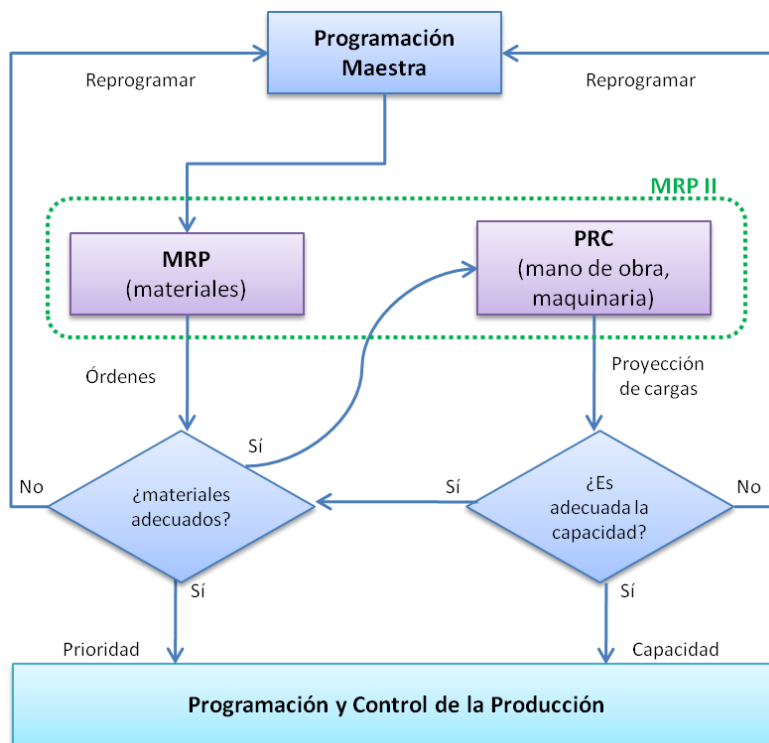 Programación
Maestra
Reprogramar
Reprogramar
MRP II
MRP
(materiales)
PRC
(mano de obra,
maquinaria)
Órdenes
Proyección
de cargas
Sí
No
¿materiales
adecuados?
Sí
¿Es
adecuada la
capacidad?
No
Sí
Sí
Prioridad
Capacidad
Programación y Control de la Producción